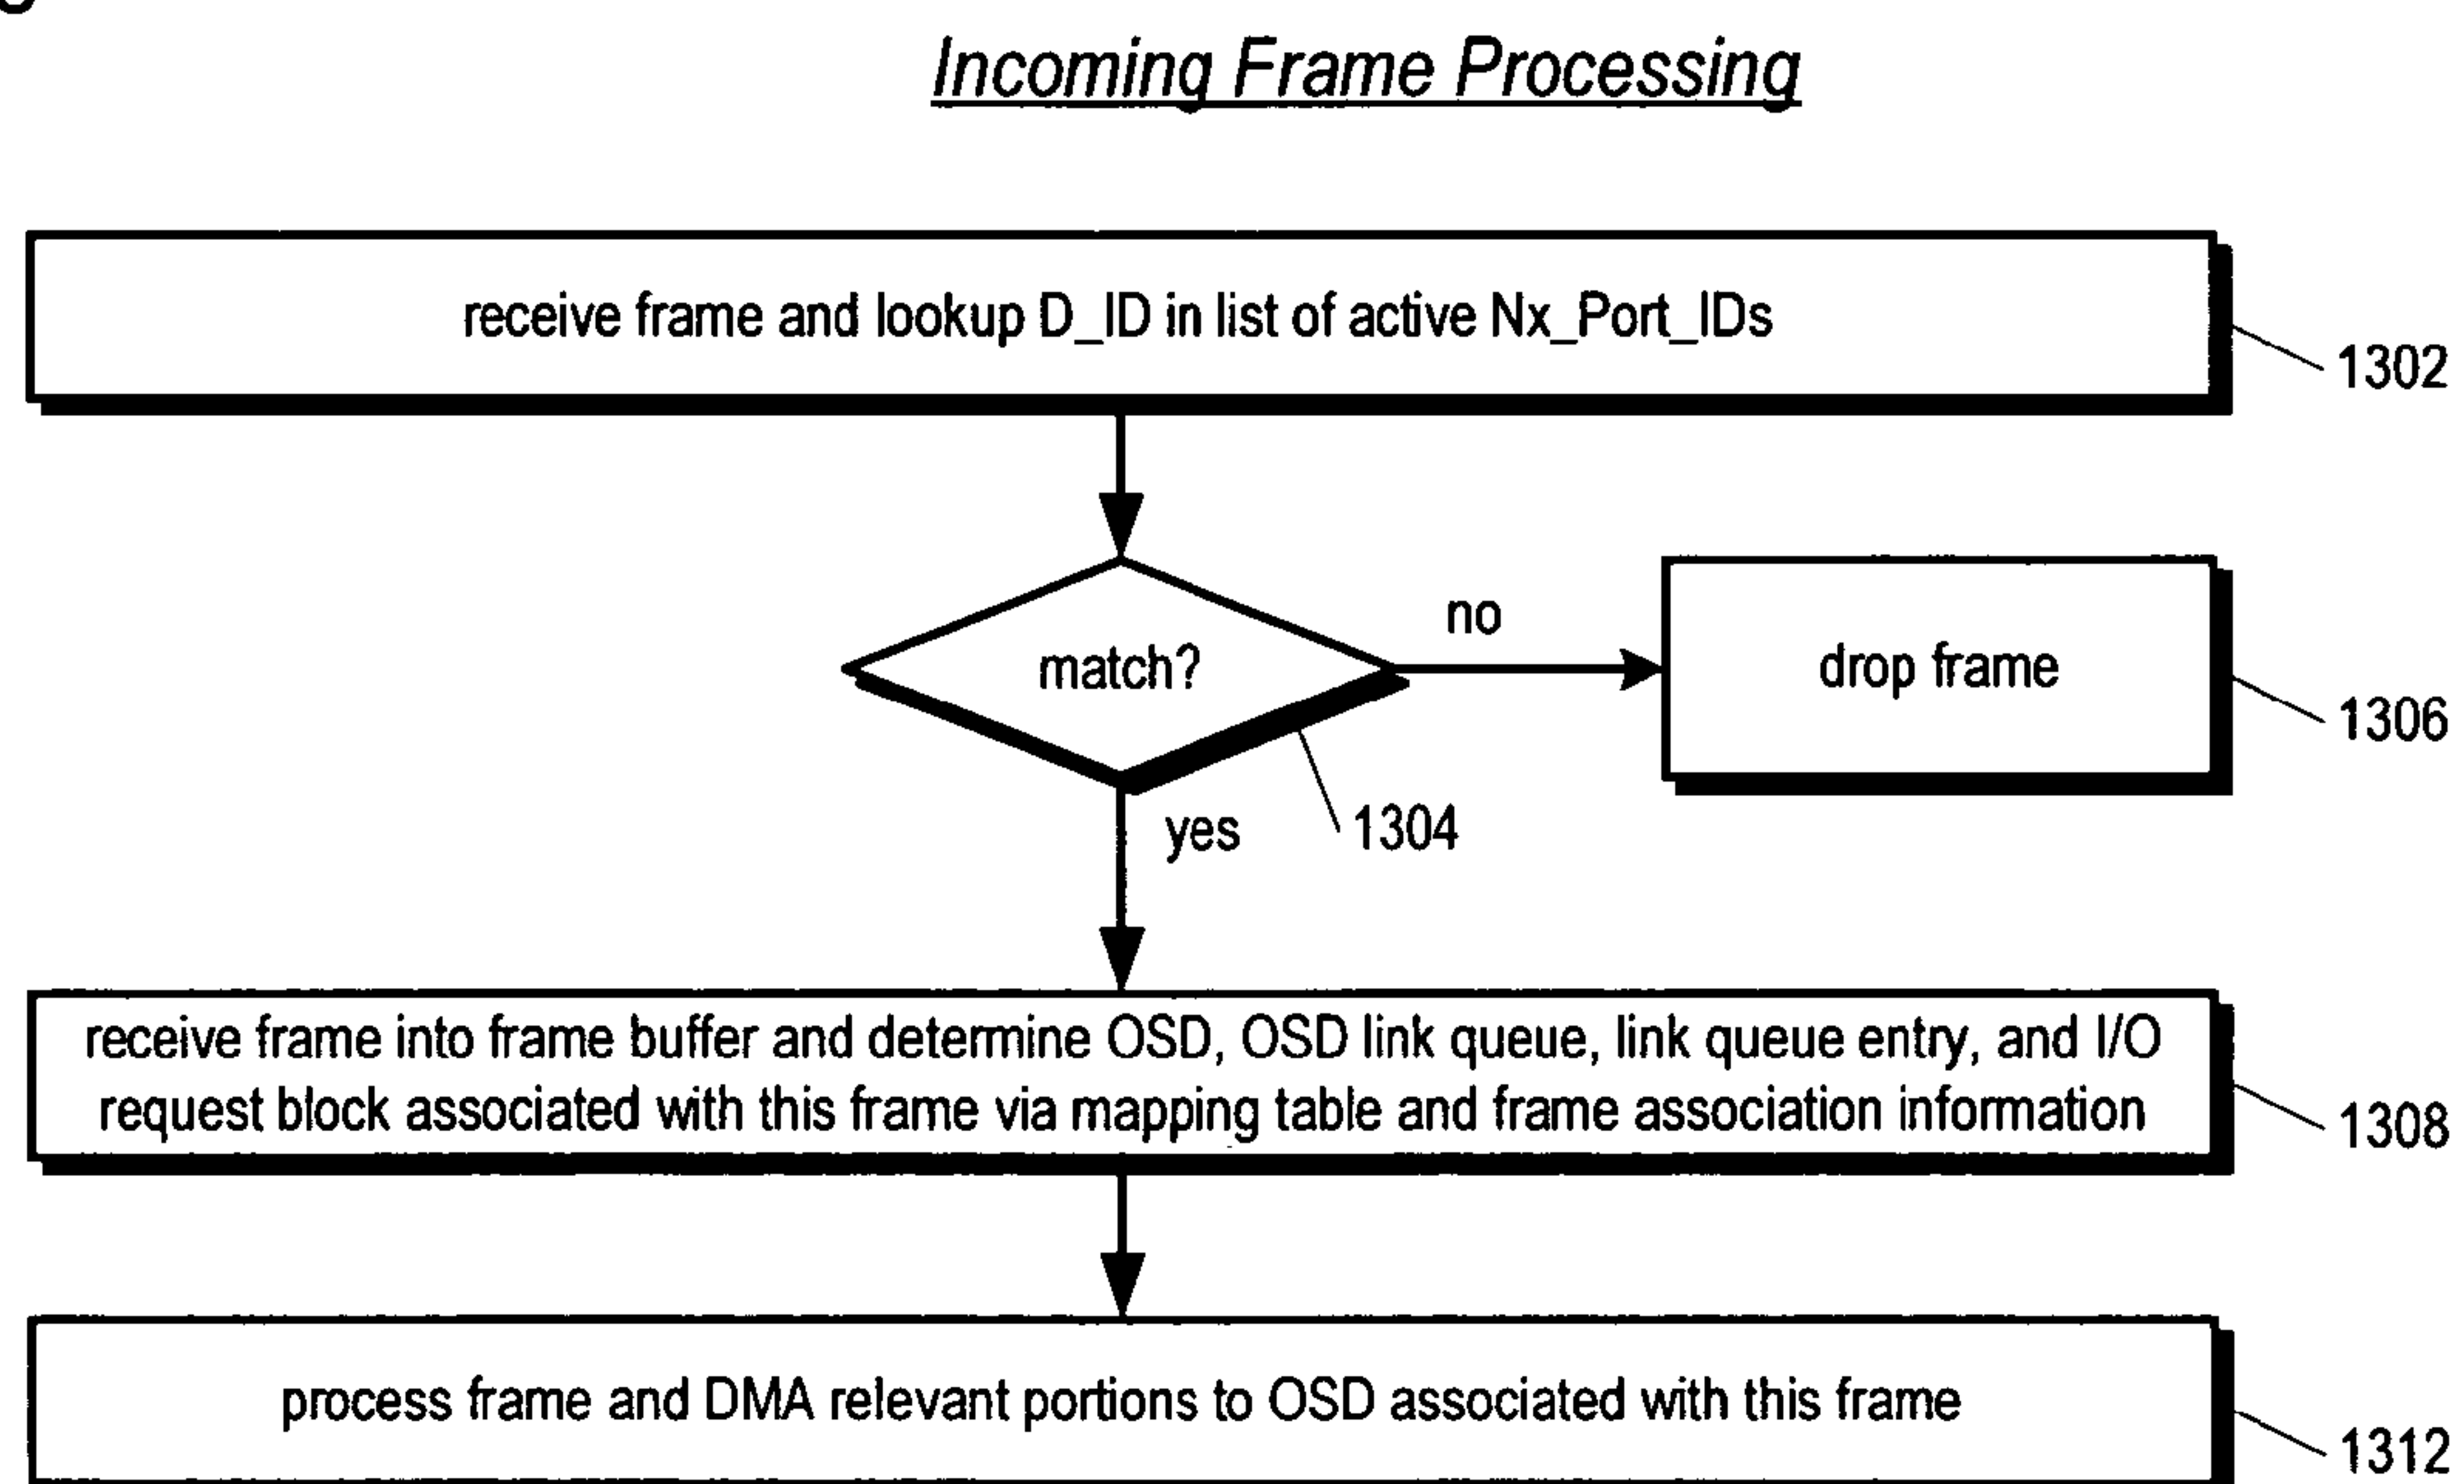 Incoming Frame Processing
receive frame and lookup D_ID in list of active Nx_Port_IDs
1302
match?
no
drop frame
1306
yes
1304
receive frame into frame buffer and determine OSD, OSD link queue, link queue entry, and I/O
request block associated with this frame via mapping table and frame association information
1308
process frame and DMA relevant portions to OSD associated with this frame
1312